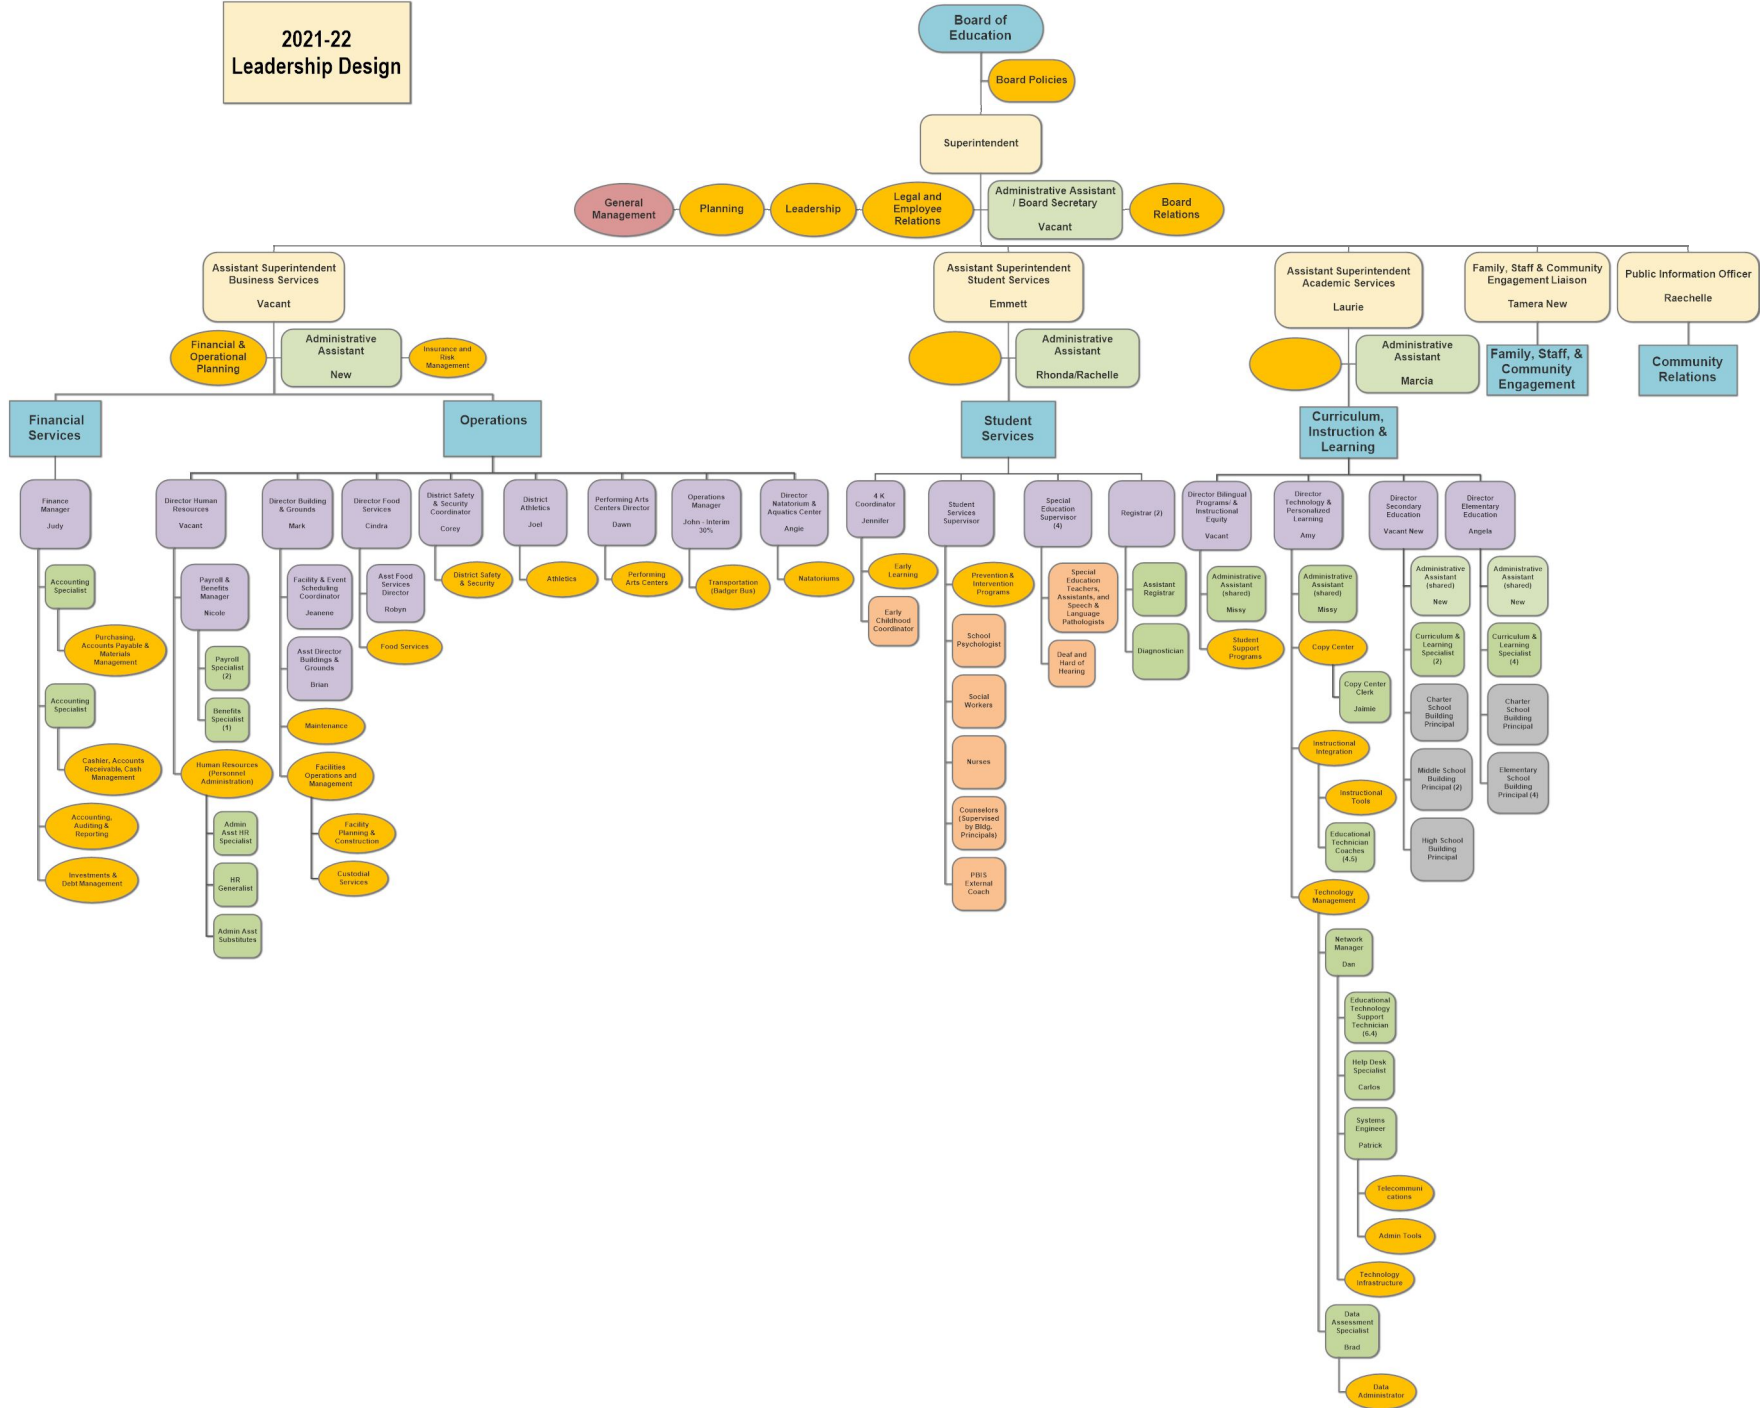 2021-22
Leadership Design
Board of
Education
Board Policies
Superintendent
General
Management
Planning
Leadership
Legal and
Employee
Relations
Administrative Assistant
/ Board Secretary
Vacant
Board
Relations
Assistant Superintendent
Business Services
Vacant
Assistant Superintendent
Student Services
Emmett
Assistant Superintendent
Academic Services
Laurie
Family, Staff & Community
Engagement Liaison
Tamera New
Public Information Officer
Raechelle
Financial &
Operational
Planning
Administrative
Assistant
New
Insurance and
Risk
Management
Administrative
Assistant
Rhonda/Rachelle
Administrative
Assistant
Marcia
Family, Staff, &
Community
Engagement
Community
Relations
Financial
Services
Operations
Student
Services
Curriculum,
Instruction &
Learning
Finance
Manager
Judy
Director Human
Resources
Vacant
Director Building
& Grounds
Mark
Director Food
Services
Cindra
District Safety
& Security
Coordinator
Corey
District
Athletics
Joel
Performing Arts
Centers Director
Dawn
Operations
Manager
John - Interim
30%
Director
Natatorium &
Aquatics Center
Angie
4 K
Coordinator
Jennifer
Student
Services
Supervisor
Special
Education
Supervisor
(4)
Registrar (2)
Director Bilingual
Programs/ &
Instructional
Equity
Vacant
Director
Technology &
Personalized
Learning
Amy
Director
Secondary
Education
Vacant New
Director
Elementary
Education
Angela
Accounting
Specialist
Purchasing,
Accounts Payable &
Materials
Management
Accounting
Specialist
Cashier, Accounts
Receivable, Cash
Management
Accounting,
Auditing &
Reporting
Investments &
Debt Management
Payroll &
Benefits
Manager
Nicole
Payroll
Specialist
(2)
Benefits
Specialist
(1)
Human Resources
(Personnel
Administration)
Admin
Asst HR
Specialist
HR
Generalist
Admin Asst
Substitutes
Facility & Event
Scheduling
Coordinator
Jeanene
Asst Director
Buildings &
Grounds
Brian
Maintenance
Facilities
Operations and
Management
Facility
Planning &
Construction
Custodial
Services
Asst Food
Services
Director
Robyn
Food Services
District Safety
& Security
Athletics
Performing
Arts Centers
Transportation
(Badger Bus)
Natatoriums
Early
Learning
Early
Childhood
Coordinator
Prevention &
Intervention
Programs
School
Psychologist
Social
Workers
Nurses
Counselors
(Supervised
by Bldg.
Principals)
PBIS
External
Coach
Special
Education
Teachers,
Assistants, and
Speech &
Language
Pathologists
Deaf and
Hard of
Hearing
Assistant
Registrar
Diagnostician
Administrative
Assistant
(shared)
Missy
Student
Support
Programs
Administrative
Assistant
(shared)
Missy
Copy Center
Copy Center
Clerk
Jaimie
Instructional
Integration
Instructional
Tools
Educational
Technician
Coaches
(4.5)
Technology
Management
Network
Manager
Dan
Educational
Technology
Support
Technician
(6.4)
Help Desk
Specialist
Carlos
Systems
Engineer
Patrick
Telecommuni
cations
Admin Tools
Technology
Infrastructure
Data
Assessment
Specialist
Brad
Data
Administrator
Administrative
Assistant
(shared)
New
Curriculum &
Learning
Specialist
(2)
Charter
School
Building
Principal
Middle School
Building
Principal (2)
High School
Building
Principal
Administrative
Assistant
(shared)
New
Curriculum &
Learning
Specialist
(4)
Charter
School
Building
Principal
Elementary
School
Building
Principal (4)